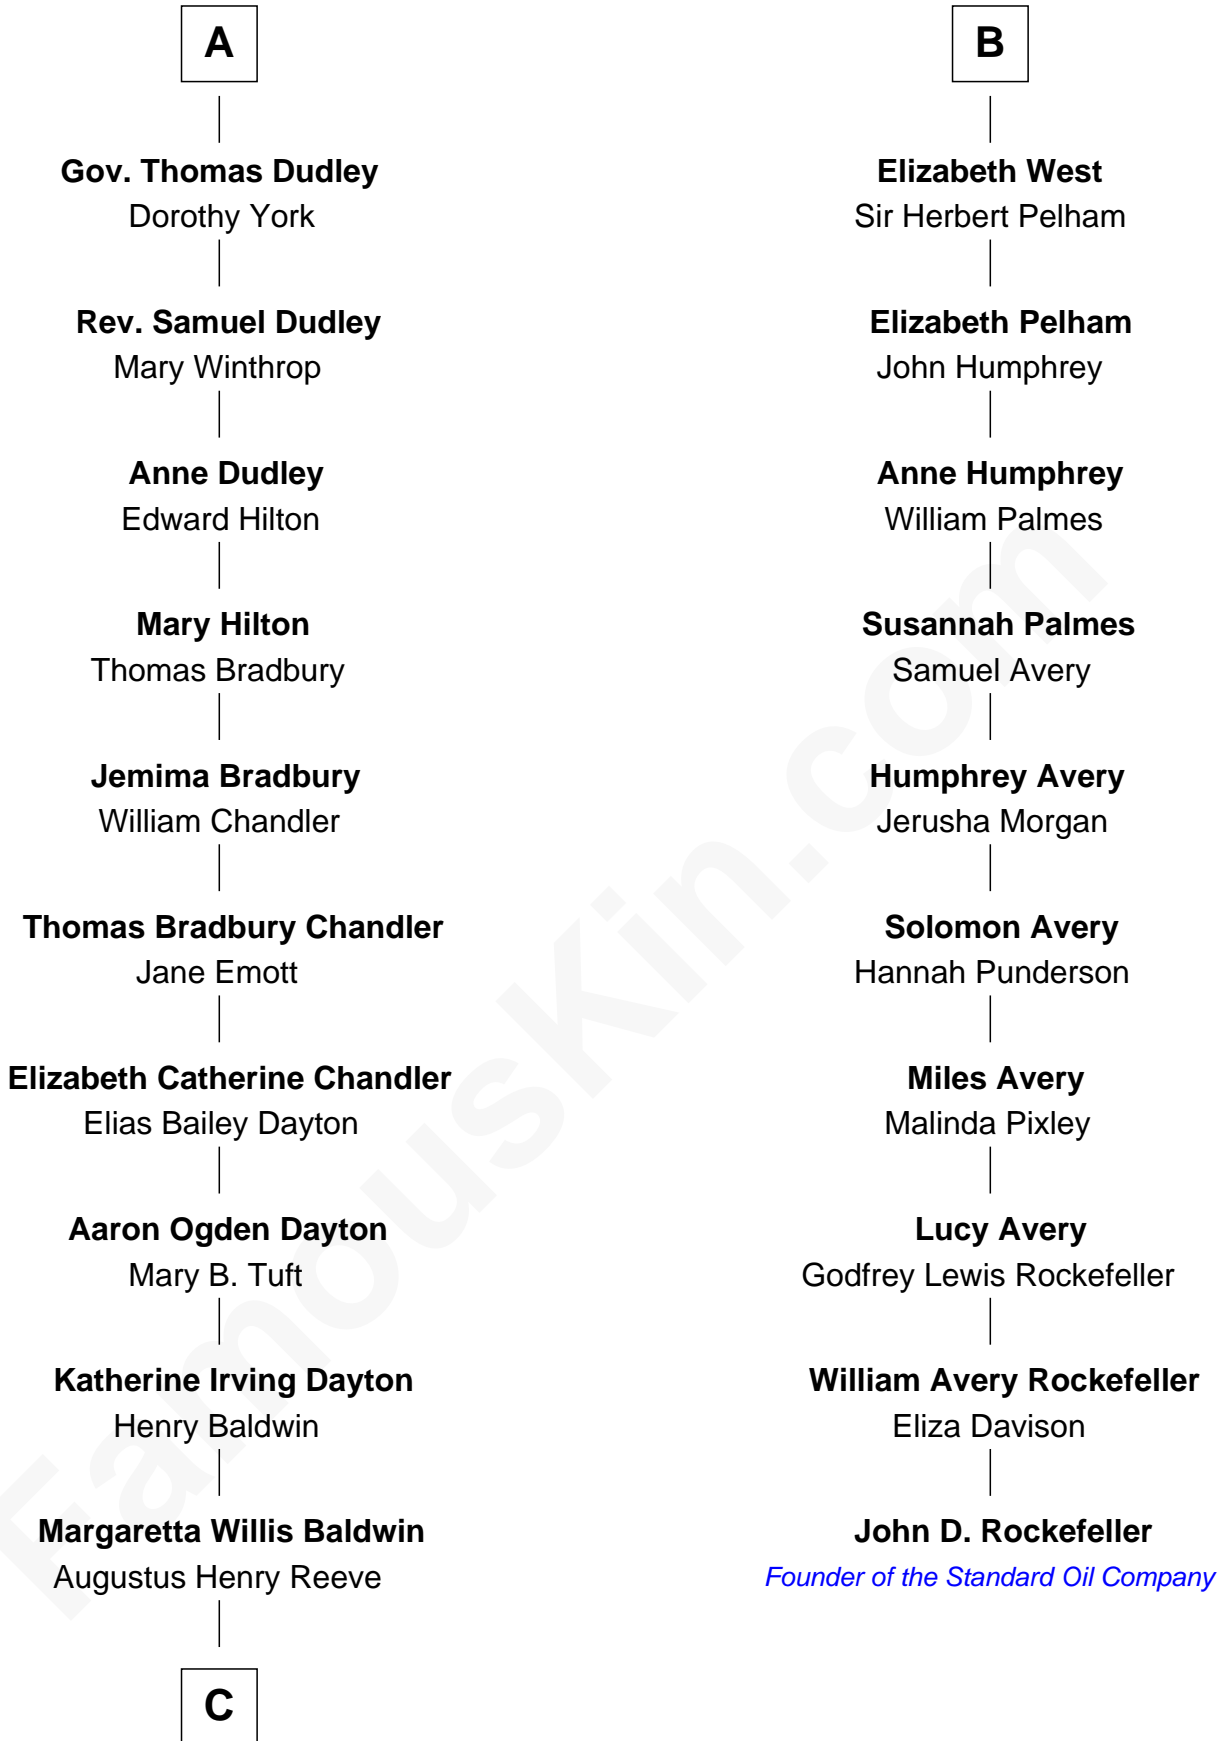 A
Gov. Thomas Dudley
Dorothy York
Rev. Samuel Dudley
Mary Winthrop
Anne Dudley
Edward Hilton
Mary Hilton
Thomas Bradbury
Jemima Bradbury
William Chandler
Thomas Bradbury Chandler
Jane Emott
Elizabeth Catherine Chandler
Elias Bailey Dayton
Aaron Ogden Dayton
Mary B. Tuft
Katherine Irving Dayton
Henry Baldwin
Margaretta Willis Baldwin
Augustus Henry Reeve
C
B
Elizabeth West
Sir Herbert Pelham
Elizabeth Pelham
John Humphrey
Anne Humphrey
William Palmes
Susannah Palmes
Samuel Avery
Humphrey Avery
Jerusha Morgan
Solomon Avery
Hannah Punderson
Miles Avery
Malinda Pixley
Lucy Avery
Godfrey Lewis Rockefeller
William Avery Rockefeller
Eliza Davison
John D. Rockefeller
Founder of the Standard Oil Company
FamousKin.com